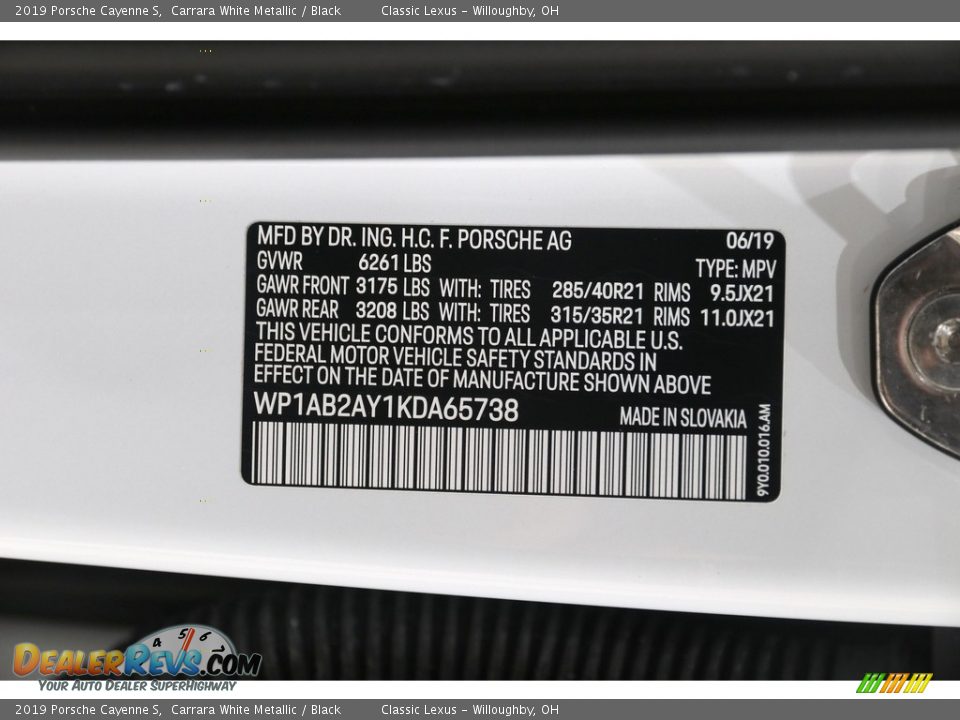 2019 Porsche Cayenne S, Carrara White Metallic / Black Classic Lexus - Willoughby, OH
MFD BY DR. ING. H.C. F. PORSCHE AG 06/19
GVWR 6261 LBS TYPE: MPV
GAWR FRONT 3175 LBS WITH: TIRES 285/40R21 RIMS 9.5JX21
GAWR REAR 3208 LBS WITH: TIRES 315/35R21 RIMS 11.0JX21
THIS VEHICLE CONFORMS TO ALL APPLICABLE U.S.
FEDERAL MOTOR VEHICLE SAFETY STANDARDS IN
EFFECT ON THE DATE OF MANUFACTURE SHOWN ABOVE
WP1AB2AY1KDA65738 MADE IN SLOVAKIA
9Y0.010.016.AM
4 5 6
DEALERREVS.COM
YOUR AUTO DEALER SUPERHIGHWAY
2019 Porsche Cayenne S, Carrara White Metallic / Black Classic Lexus - Willoughby, OH